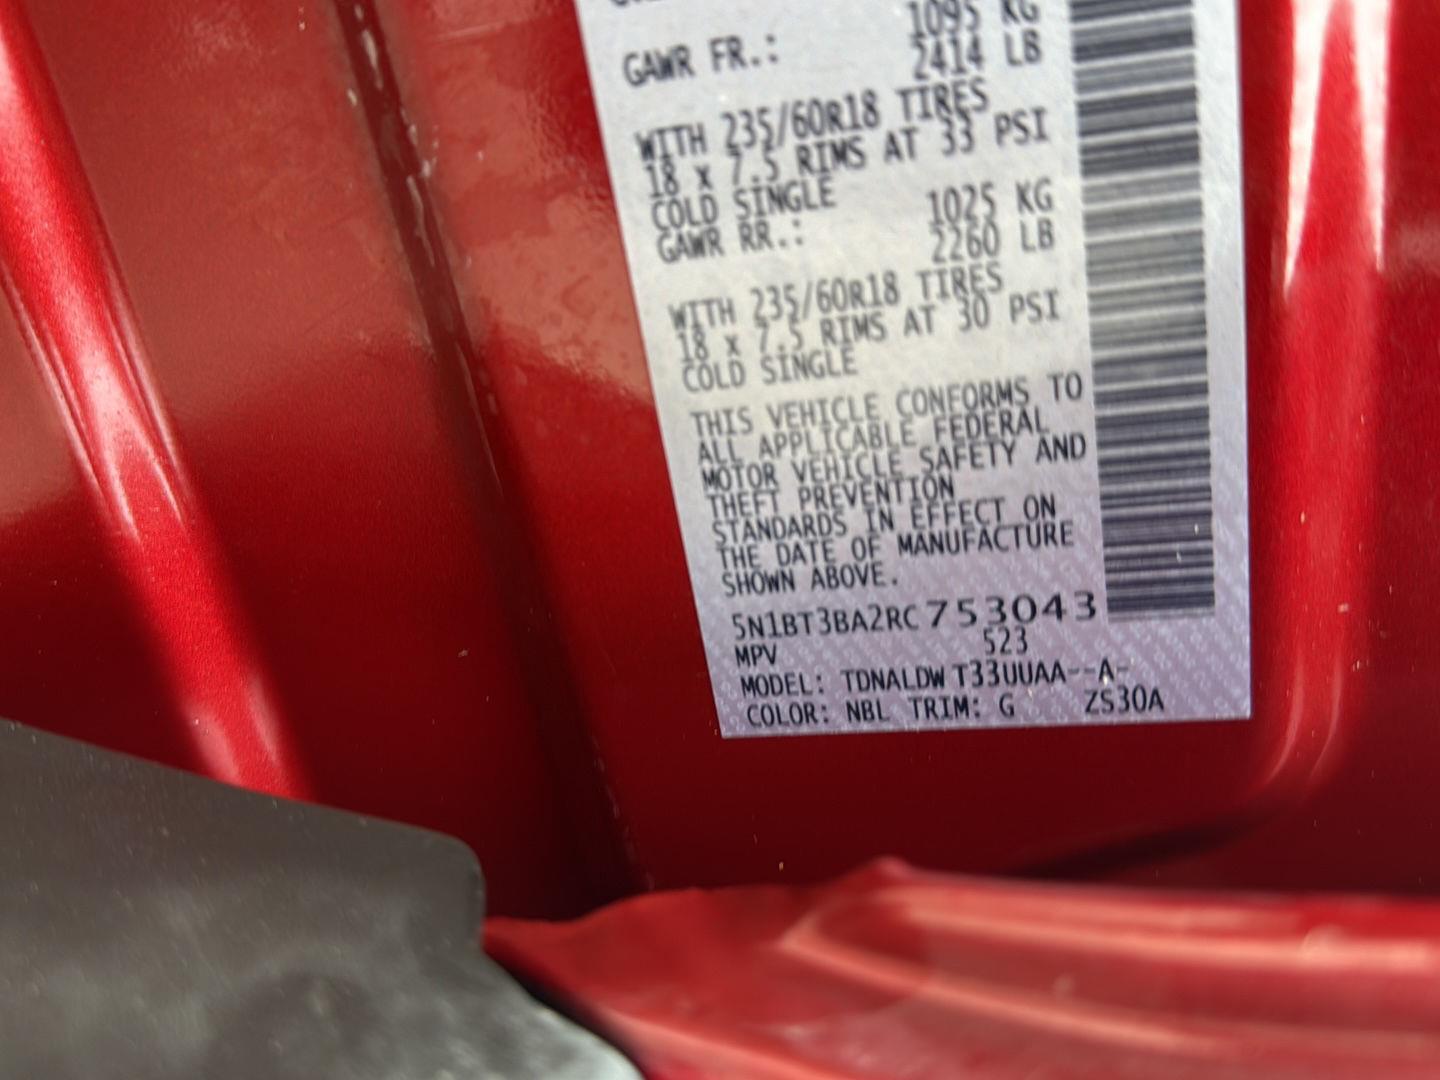 1095 KG
GAWR FR.: 2414 LB
WITH 235/60R18 TIRES
18 x 7.5 RIMS AT 33 PSI
COLD SINGLE
1025 KG
GAWR RR.: 2260 LB
WITH 235/60R18 TIRES
18 x 7.5 RIMS AT 30 PSI
COLD SINGLE
THIS VEHICLE CONFORMS TO
ALL APPLICABLE FEDERAL
MOTOR VEHICLE SAFETY AND
THEFT PREVENTION
STANDARDS IN EFFECT ON
THE DATE OF MANUFACTURE
SHOWN ABOVE.
5N1BT3BA2RC753043
MPV 523
MODEL: TDNALDW T33UUAA--A-
COLOR: NBL TRIM: G ZS30A